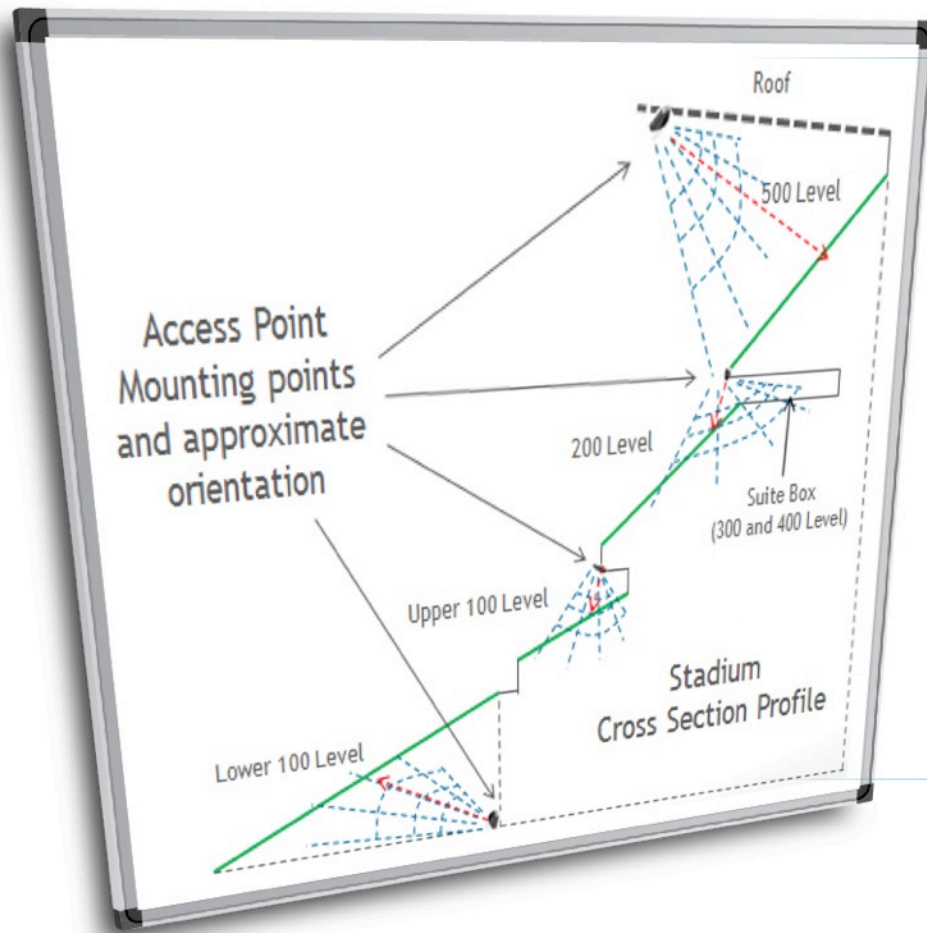 Roof
500 Level
Access Point
Mounting points
and approximate
orientation
200 Level
Suite Box
(300 and 400 Level)
Upper 100 Level
Stadium
Cross Section Profile
Lower 100 Level